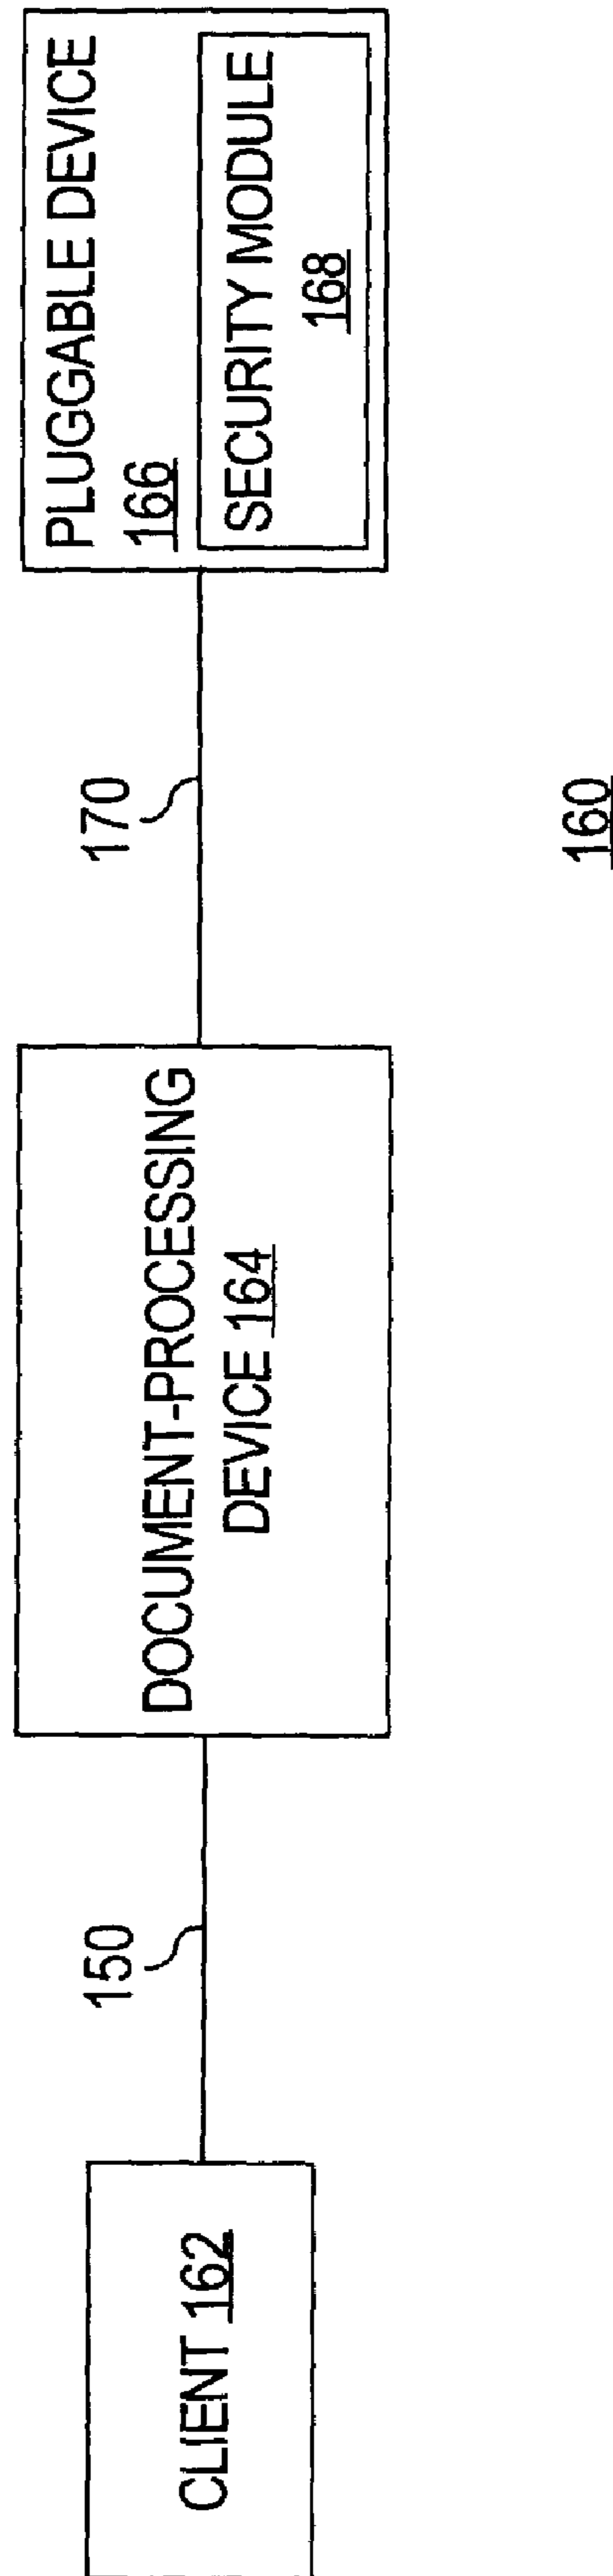 CLIENT 162
150
DOCUMENT-PROCESSING
DEVICE 164
170
PLUGGABLE DEVICE
166
SECURITY MODULE
168
160